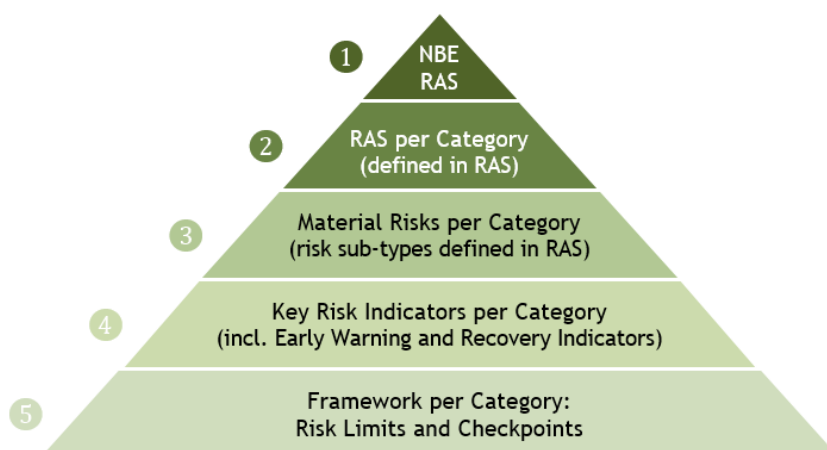 1
NBE
RAS
2
RAS per Category
(defined in RAS)
3
Material Risks per Category
(risk sub-types defined in RAS)
4
Key Risk Indicators per Category
(incl. Early Warning and Recovery Indicators)
5
Framework per Category:
Risk Limits and Checkpoints